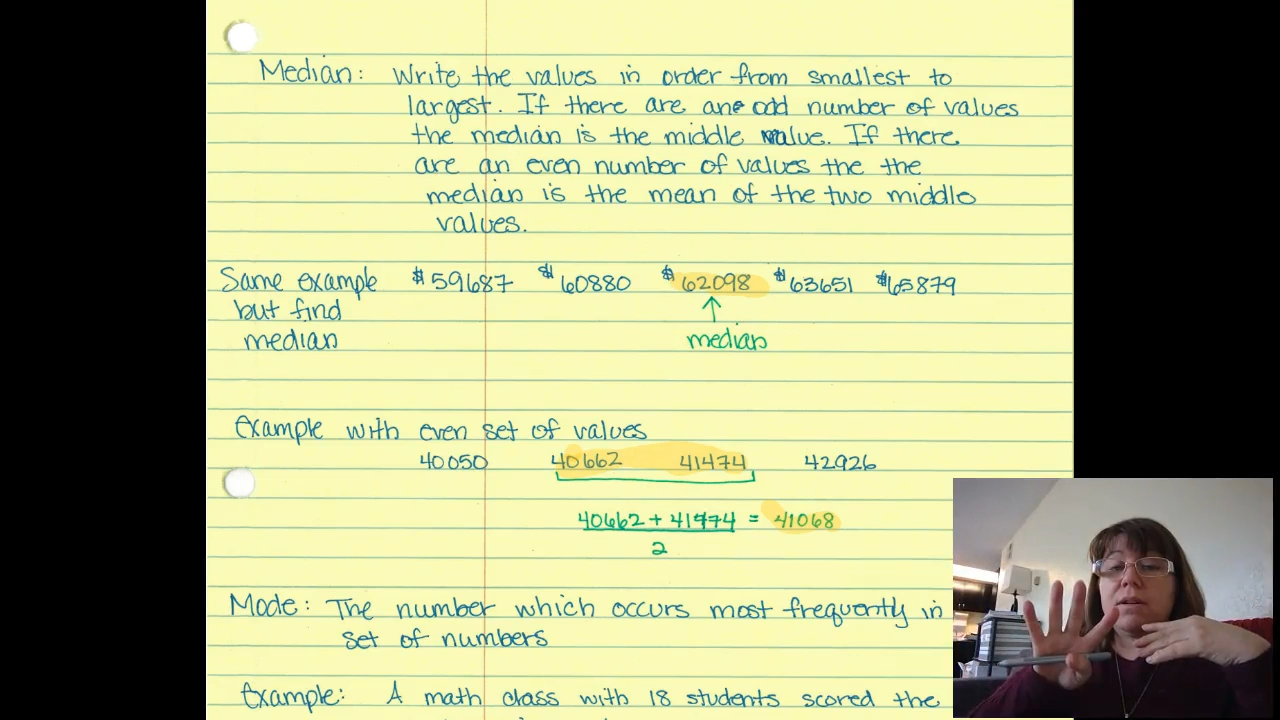 Median: Write the values in order from smallest to
largest. If there are an odd number of values
the median is the middle value. If there
are an even number of values the the
median is the mean of the two middle
values.
Same example $59687 $60880 $62098 $63651 $65879
but find
median median
Example with even set of values
40050 40662 41474 42926
40662 + 41474 = 41068
2
Mode: The number which occurs most frequently in
set of numbers
Example: A math class with 18 students scored the